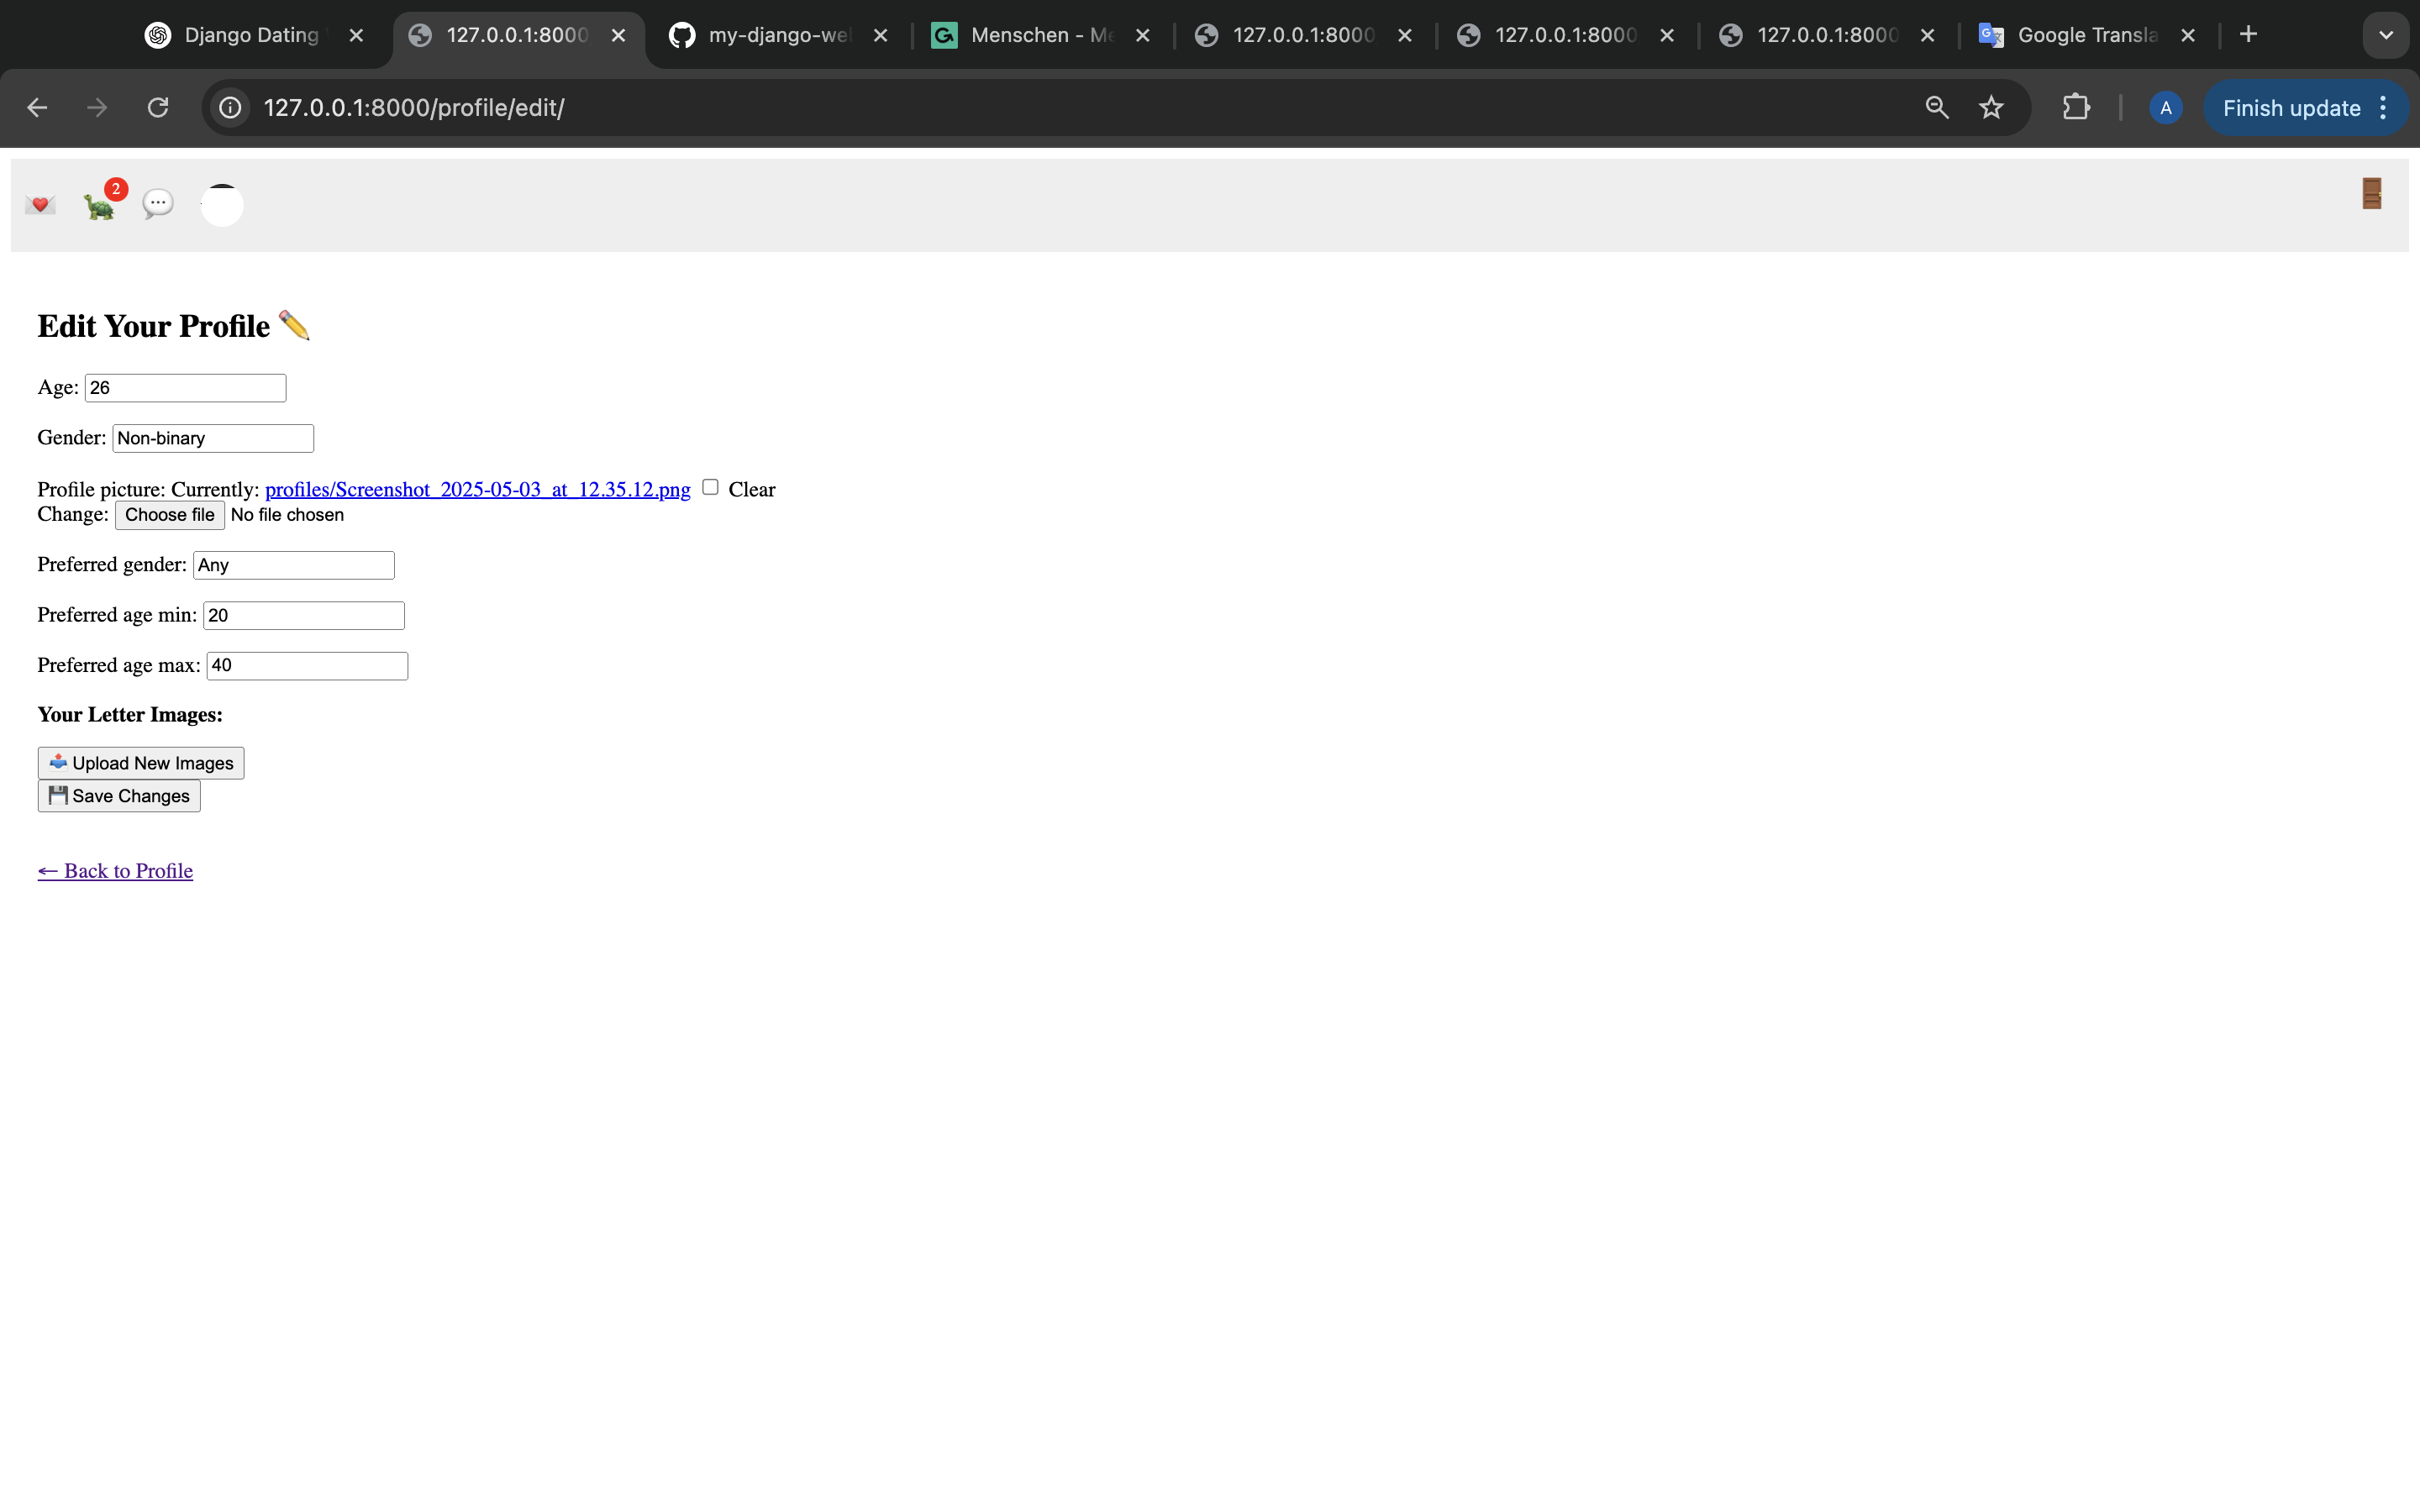 Django Dating
127.0.0.1:8000
my-django-we
Menschen - Me
127.0.0.1:8000
127.0.0.1:8000
127.0.0.1:8000
Google Transla
127.0.0.1:8000/profile/edit/
A
Finish update
2
Edit Your Profile ✏️
Age: 26
Gender: Non-binary
Profile picture: Currently: profiles/Screenshot_2025-05-03_at_12.35.12.png Clear
Change: Choose file No file chosen
Preferred gender: Any
Preferred age min: 20
Preferred age max: 40
Your Letter Images:
📤 Upload New Images
💾 Save Changes
← Back to Profile